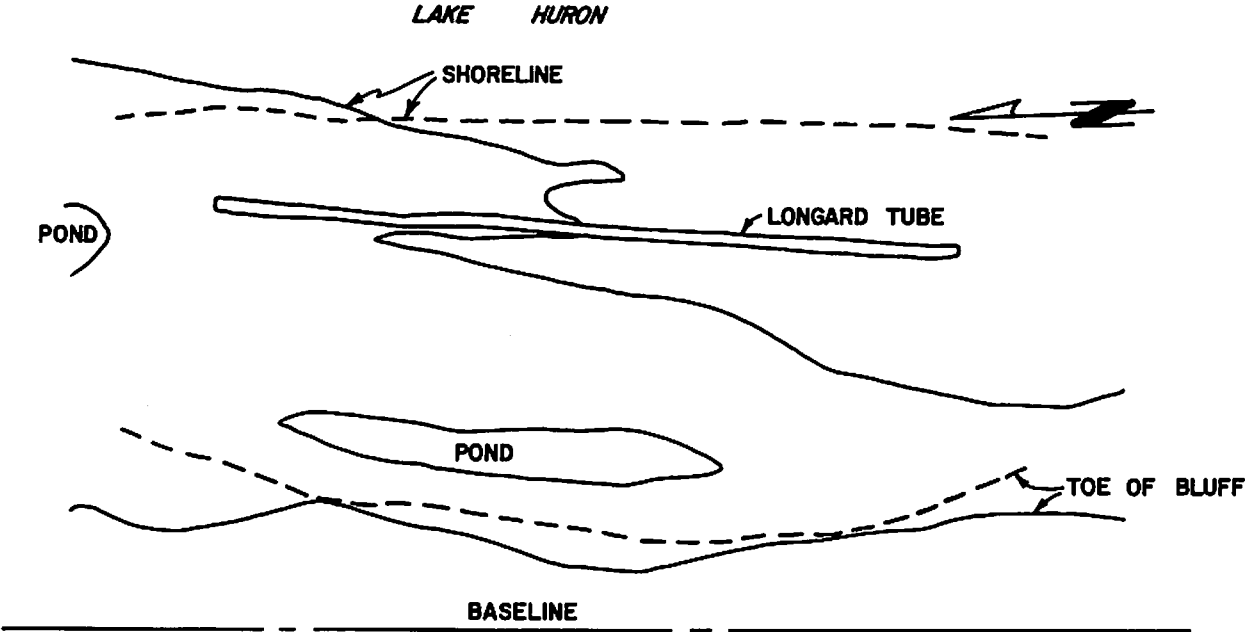 LAKE HURON
SHORELINE
N
LONGARD TUBE
POND
POND
TOE OF BLUFF
BASELINE